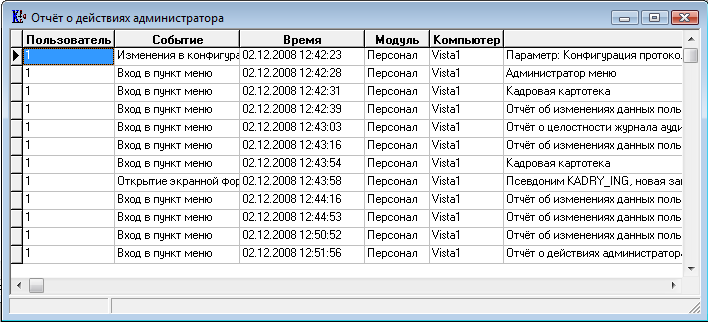 Отчёт о действиях администратора
Пользователь Событие Время Модуль Компьютер
1 Изменения в конфигура 02.12.2008 12:42:23 Персонал Vista1 Параметр: Конфигурация протоко
1 Вход в пункт меню 02.12.2008 12:42:28 Персонал Vista1 Администратор меню
1 Вход в пункт меню 02.12.2008 12:42:31 Персонал Vista1 Кадровая картотека
1 Вход в пункт меню 02.12.2008 12:42:39 Персонал Vista1 Отчёт об изменениях данных поль
1 Вход в пункт меню 02.12.2008 12:43:03 Персонал Vista1 Отчёт о целостности журнала ауди
1 Вход в пункт меню 02.12.2008 12:43:16 Персонал Vista1 Отчёт об изменениях данных поль
1 Вход в пункт меню 02.12.2008 12:43:54 Персонал Vista1 Кадровая картотека
1 Открытие экранной фор 02.12.2008 12:43:58 Персонал Vista1 Псевдоним KADRY_ING, новая за
1 Вход в пункт меню 02.12.2008 12:44:16 Персонал Vista1 Отчёт об изменениях данных поль
1 Вход в пункт меню 02.12.2008 12:44:53 Персонал Vista1 Отчёт об изменениях данных поль
1 Вход в пункт меню 02.12.2008 12:50:52 Персонал Vista1 Отчёт об изменениях данных поль
1 Вход в пункт меню 02.12.2008 12:51:56 Персонал Vista1 Отчёт о действиях администратора